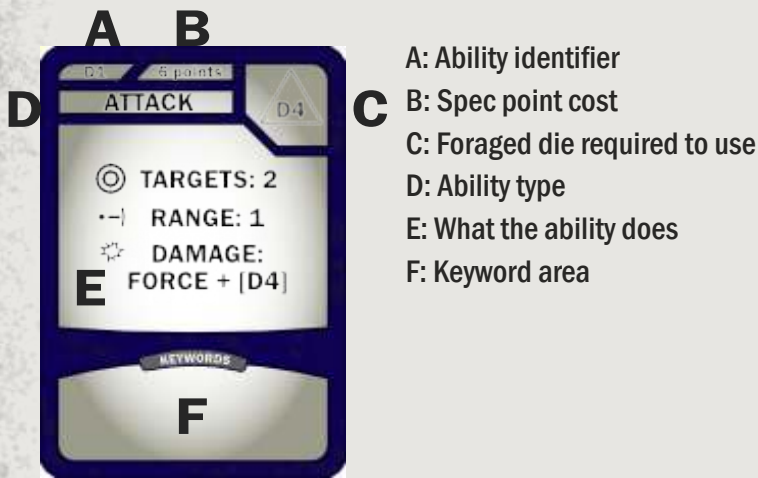 A B
D1 6 points
D ATTACK D4 C
TARGETS: 2
RANGE: 1
DAMAGE:
E FORCE + [D4]
KEYWORDS
F
A: Ability identifier
B: Spec point cost
C: Foraged die required to use
D: Ability type
E: What the ability does
F: Keyword area